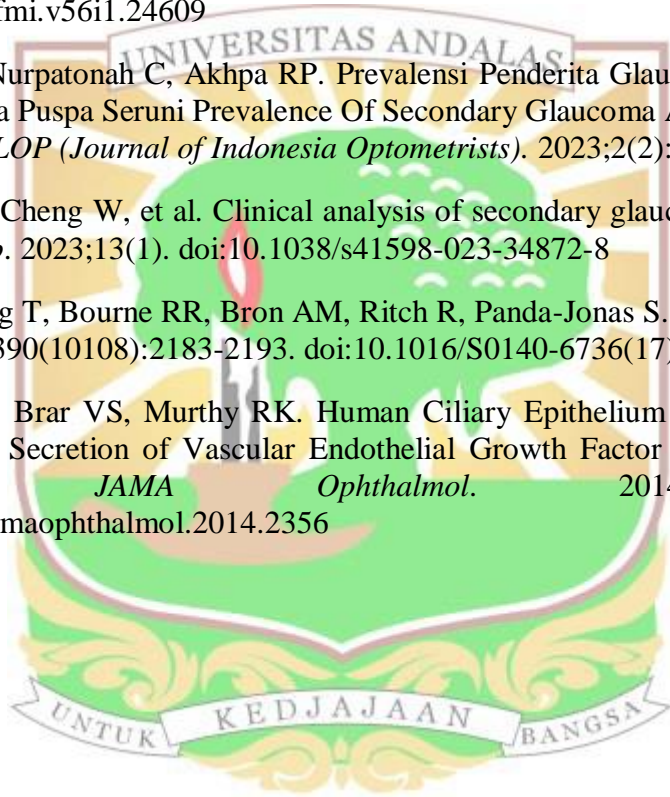 fmi.v56i1.24609
UNIVERSITAS ANDALAS
Nurpatonah C, Akhpa RP. Prevalensi Penderita Glau
a Puspa Seruni Prevalence Of Secondary Glaucoma A
LOP (Journal of Indonesia Optometrists). 2023;2(2):
Cheng W, et al. Clinical analysis of secondary glauc
. 2023;13(1). doi:10.1038/s41598-023-34872-8
g T, Bourne RR, Bron AM, Ritch R, Panda-Jonas S.
390(10108):2183-2193. doi:10.1016/S0140-6736(17)
Brar VS, Murthy RK. Human Ciliary Epithelium
Secretion of Vascular Endothelial Growth Factor
JAMA Ophthalmol. 2014
maophthalmol.2014.2356
UNTUK KEDJAJAAN BANGSA